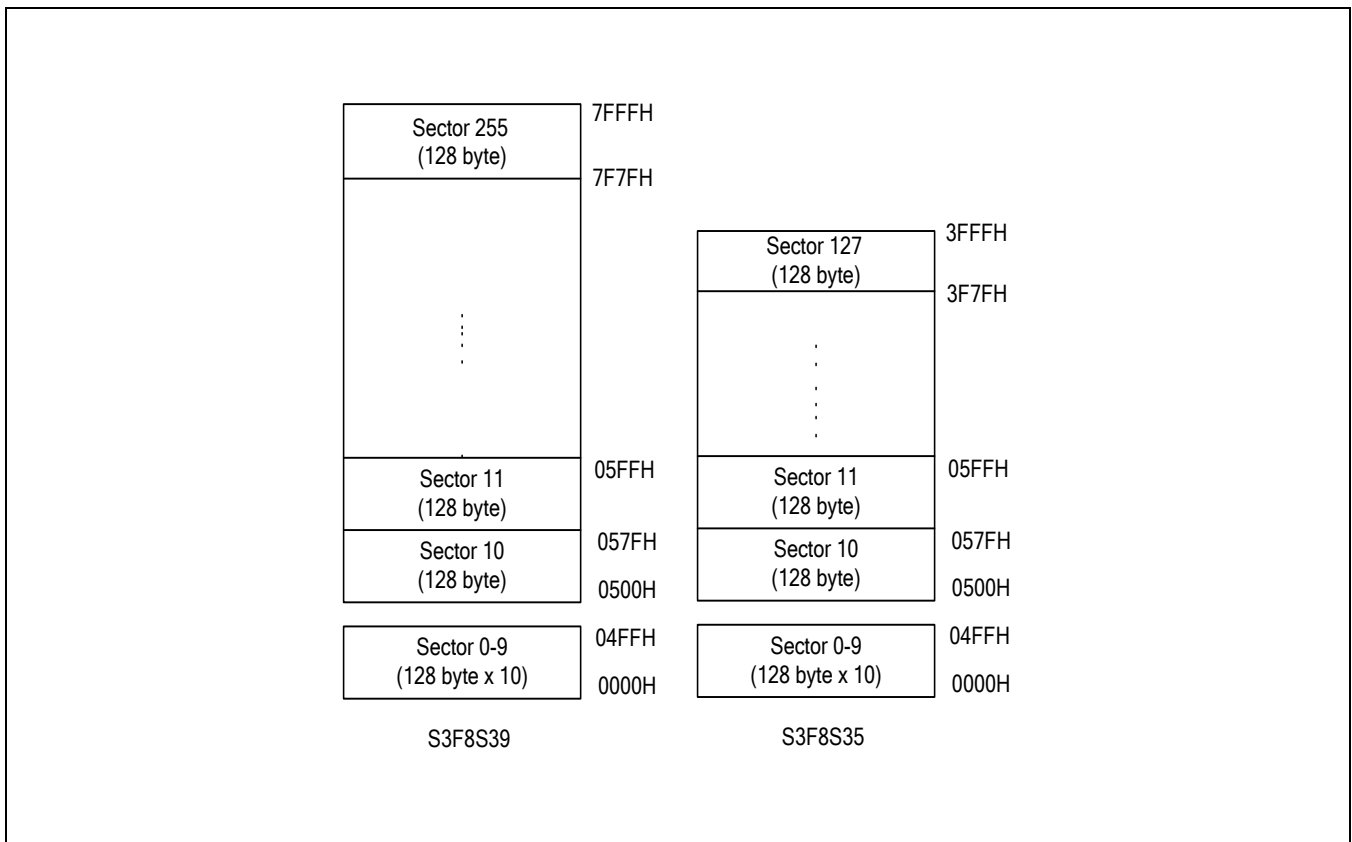 Sector 255
(128 byte)
7FFFH
7F7FH
Sector 11
(128 byte)
05FFH
Sector 10
(128 byte)
057FH
0500H
Sector 0-9
(128 byte x 10)
04FFH
0000H
S3F8S39
Sector 127
(128 byte)
3FFFH
3F7FH
Sector 11
(128 byte)
05FFH
Sector 10
(128 byte)
057FH
0500H
Sector 0-9
(128 byte x 10)
04FFH
0000H
S3F8S35